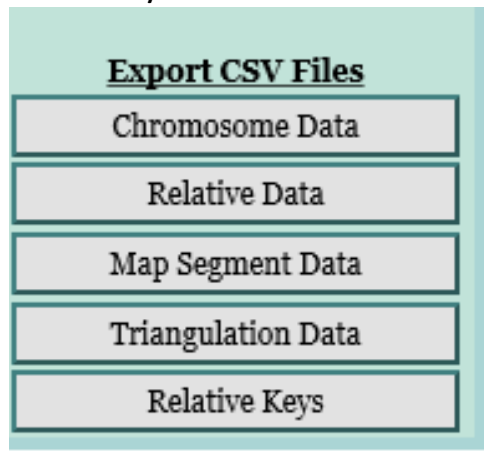 Export CSV Files
Chromosome Data
Relative Data
Map Segment Data
Triangulation Data
Relative Keys